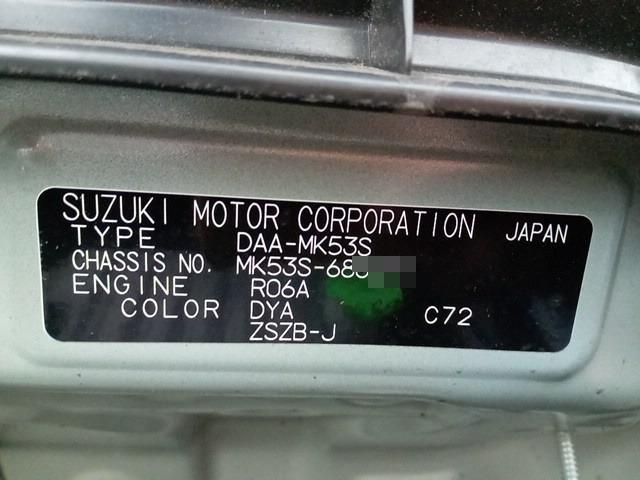 SUZUKI MOTOR CORPORATION JAPAN
TYPE DAA-MK53S
CHASSIS NO. MK53S-68
ENGINE R06A
COLOR DYA C72
ZSZB-J